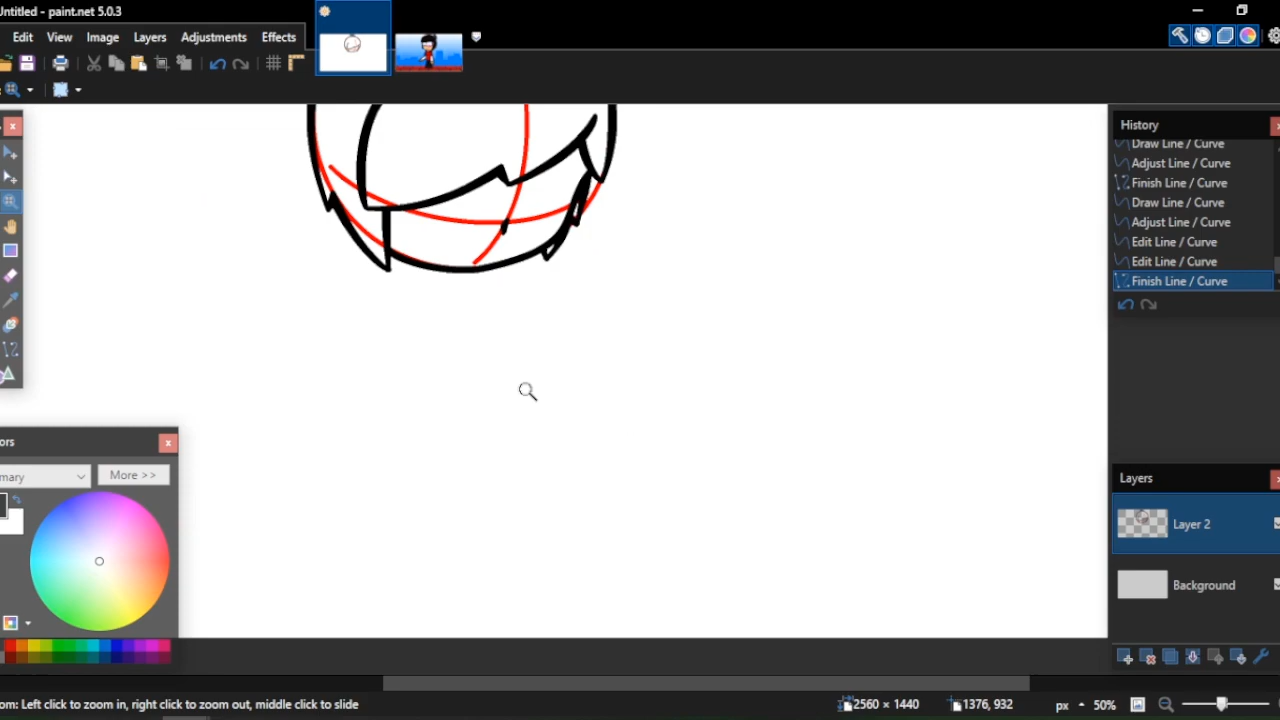 Untitled - paint.net 5.0.3
Edit View Image Layers Adjustments Effects
History
Draw Line / Curve
Adjust Line / Curve
Finish Line / Curve
Draw Line / Curve
Adjust Line / Curve
Edit Line / Curve
Edit Line / Curve
Finish Line / Curve
ors
mary More >>
Layers
Layer 2
Background
om: Left click to zoom in, right click to zoom out, middle click to slide
2560 × 1440
1376, 932
px
50%